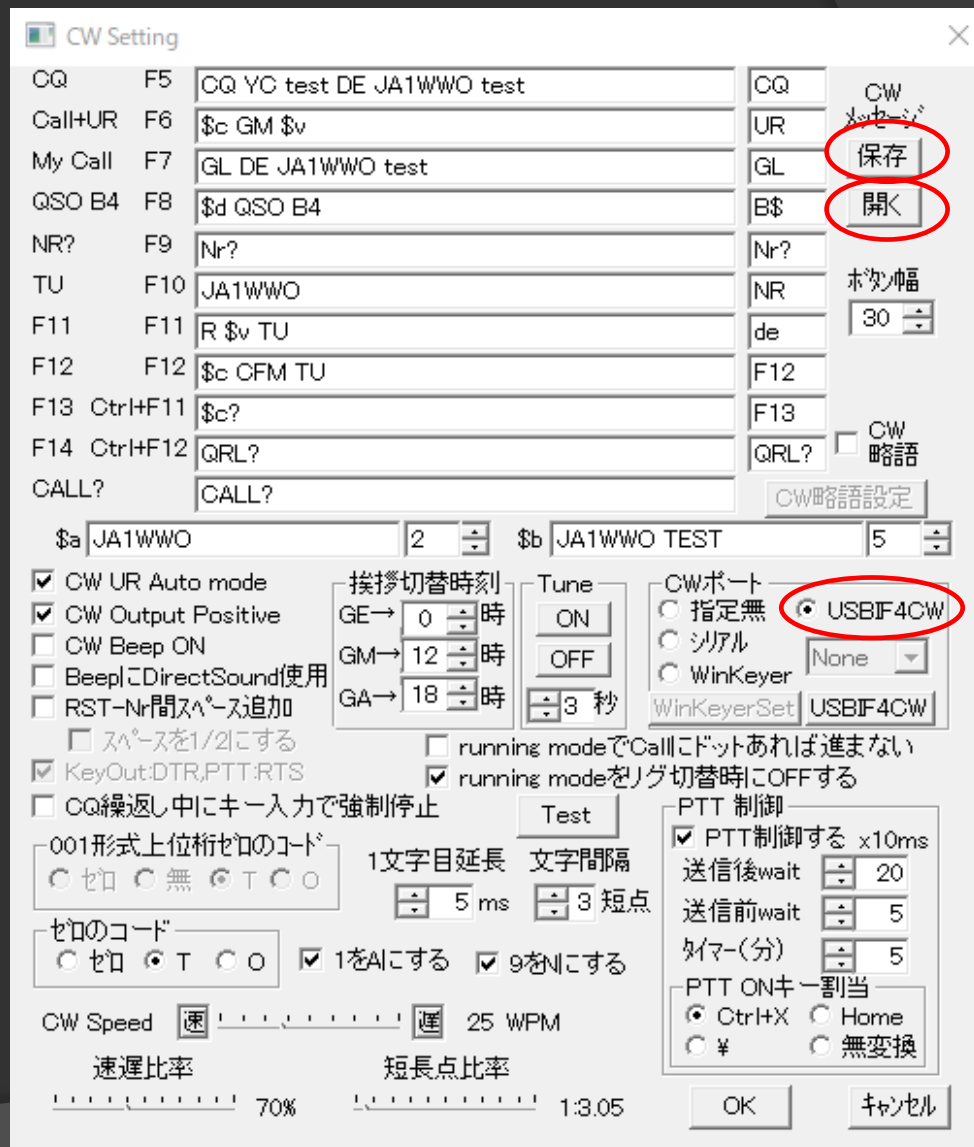 CW Setting
CQ F5 CQ YC test DE JA1WWO test CQ
CW
メッセージ
Call+UR F6 $c GM $v UR
保存
My Call F7 GL DE JA1WWO test GL
QSO B4 F8 $d QSO B4 B$
開く
NR? F9 Nr? Nr?
TU F10 JA1WWO NR
ボタン幅
30
F11 F11 R $v TU de
F12 F12 $c CFM TU F12
F13 Ctrl+F11 $c? F13
F14 Ctrl+F12 QRL? QRL?
CW
略語
CALL? CALL?
CW略語設定
$a JA1WWO 2 $b JA1WWO TEST 5
CW UR Auto mode
CW Output Positive
CW Beep ON
BeepにDirectSound使用
RST-Nr間スペース追加
スペースを1/2にする
KeyOut:DTR,PTT:RTS
CQ繰返し中にキー入力で強制停止
挨拶切替時刻
GE→ 0 時
GM→ 12 時
GA→ 18 時
Tune
ON
OFF
3 秒
CWポート
指定無 USBIF4CW
シリアル
None
WinKeyer
WinKeyerSet USBIF4CW
running modeでCallにドットあれば進まない
running modeをリグ切替時にOFFする
Test
001形式上位桁ゼロのコード
ゼロ 無 T O
1文字目延長 文字間隔
5 ms 3 短点
ゼロのコード
ゼロ T O
1をAにする 9をNにする
PTT 制御
PTT制御する x10ms
送信後wait 20
送信前wait 5
タイマー(分) 5
PTT ONキー割当
Ctrl+X Home
¥ 無変換
CW Speed 速 遅 25 WPM
速遅比率 短長点比率
70% 1:3.05
OK キャンセル